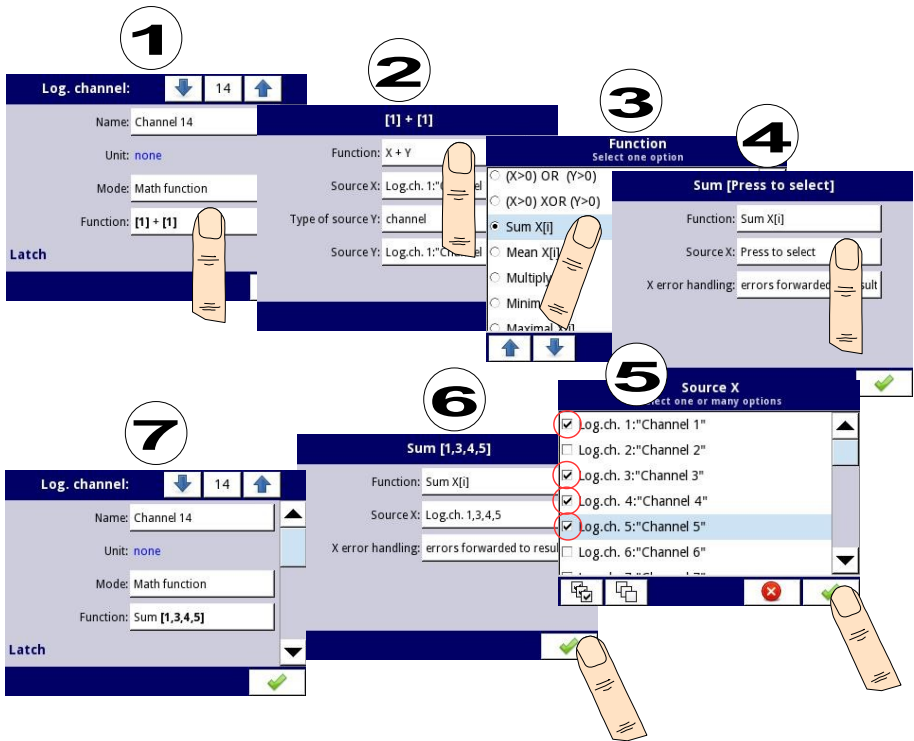 1
Log. channel:
14
Name: Channel 14
Unit: none
Mode: Math function
Function: [1] + [1]
Latch
2
[1] + [1]
Function: X + Y
Source X: Log.ch. 1:"
Type of source Y: channel
Source Y: Log.ch. 1:"Channel
3
Function
Select one option
(X>0) OR (Y>0)
(X>0) XOR (Y>0)
Sum X[i]
Mean X[i]
Multiply
Minim
Maximal X[i]
4
Sum [Press to select]
Function: Sum X[i]
Source X: Press to select
X error handling: errors forwarded
5
Source X
one or many options
Log.ch. 1:"Channel 1"
Log.ch. 2:"Channel 2"
Log.ch. 3:"Channel 3"
Log.ch. 4:"Channel 4"
Log.ch. 5:"Channel 5"
Log.ch. 6:"Channel 6"
6
Sum [1,3,4,5]
Function: Sum X[i]
Source X: Log.ch. 1,3,4,5
X error handling: errors forwarded to resul
7
Log. channel:
14
Name: Channel 14
Unit: none
Mode: Math function
Function: Sum [1,3,4,5]
Latch